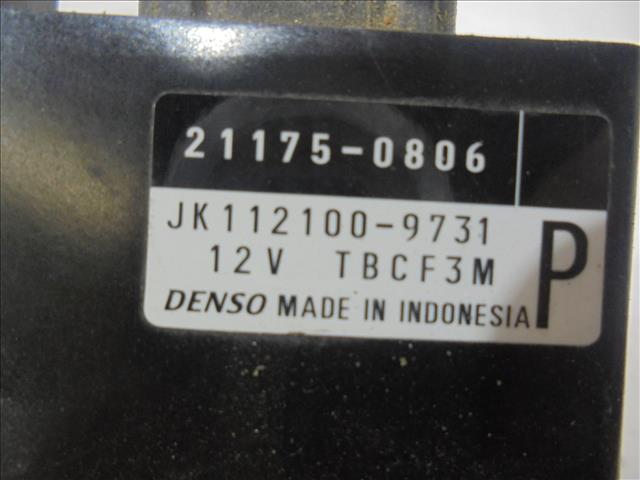 21175-0806
JK112100-9731
12V TBCF3M
DENSO MADE IN INDONESIA
P